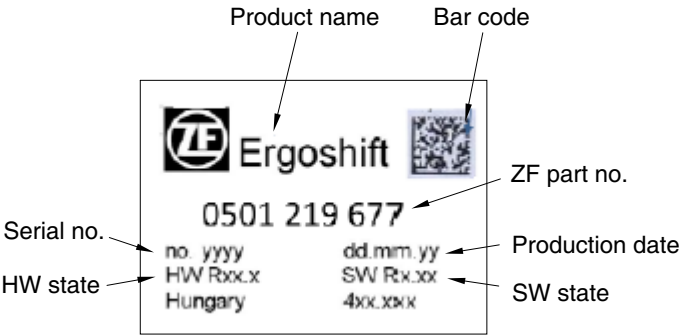 Product name Bar code
ZF Ergoshift
0501 219 677
ZF part no.
Serial no.
no. yyyy dd.mm.yy
Production date
HW state
HW Rxx.x SW Rx.xx
SW state
Hungary 4xx.xxx